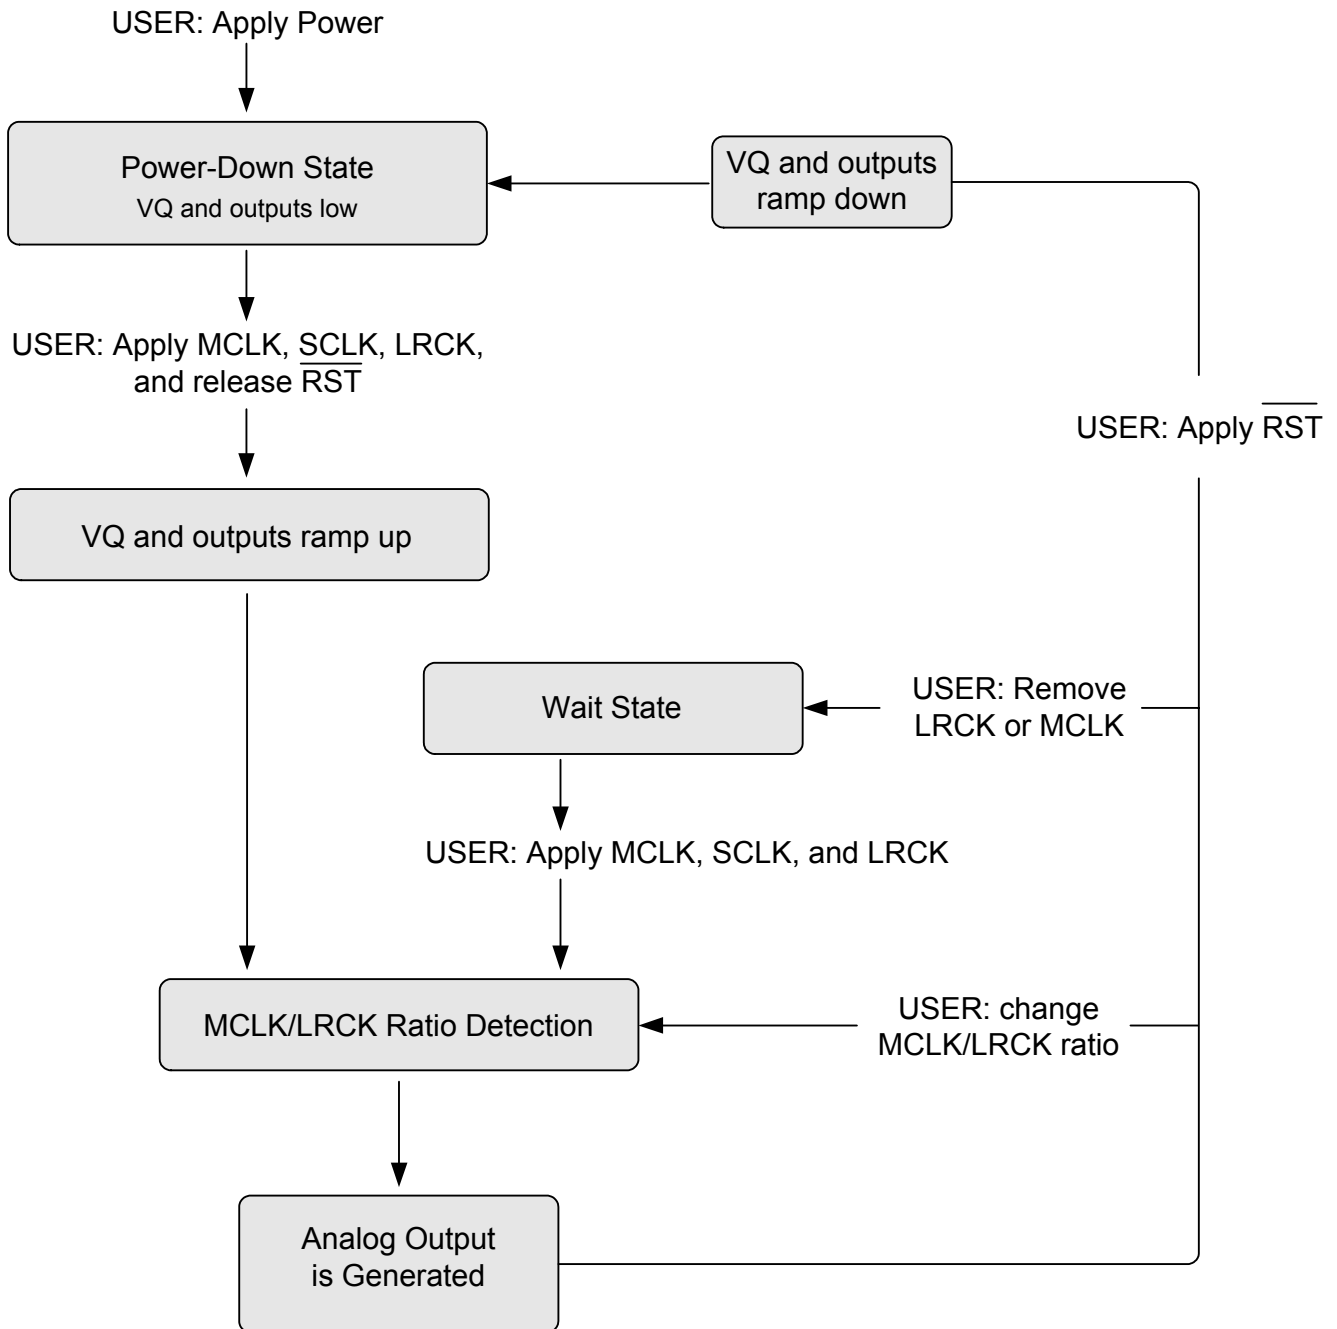 USER: Apply Power
Power-Down State
VQ and outputs low
VQ and outputs
ramp down
USER: Apply MCLK, SCLK, LRCK,
and release R̅S̅T̅
USER: Apply R̅S̅T̅
VQ and outputs ramp up
Wait State
USER: Remove
LRCK or MCLK
USER: Apply MCLK, SCLK, and LRCK
MCLK/LRCK Ratio Detection
USER: change
MCLK/LRCK ratio
Analog Output
is Generated